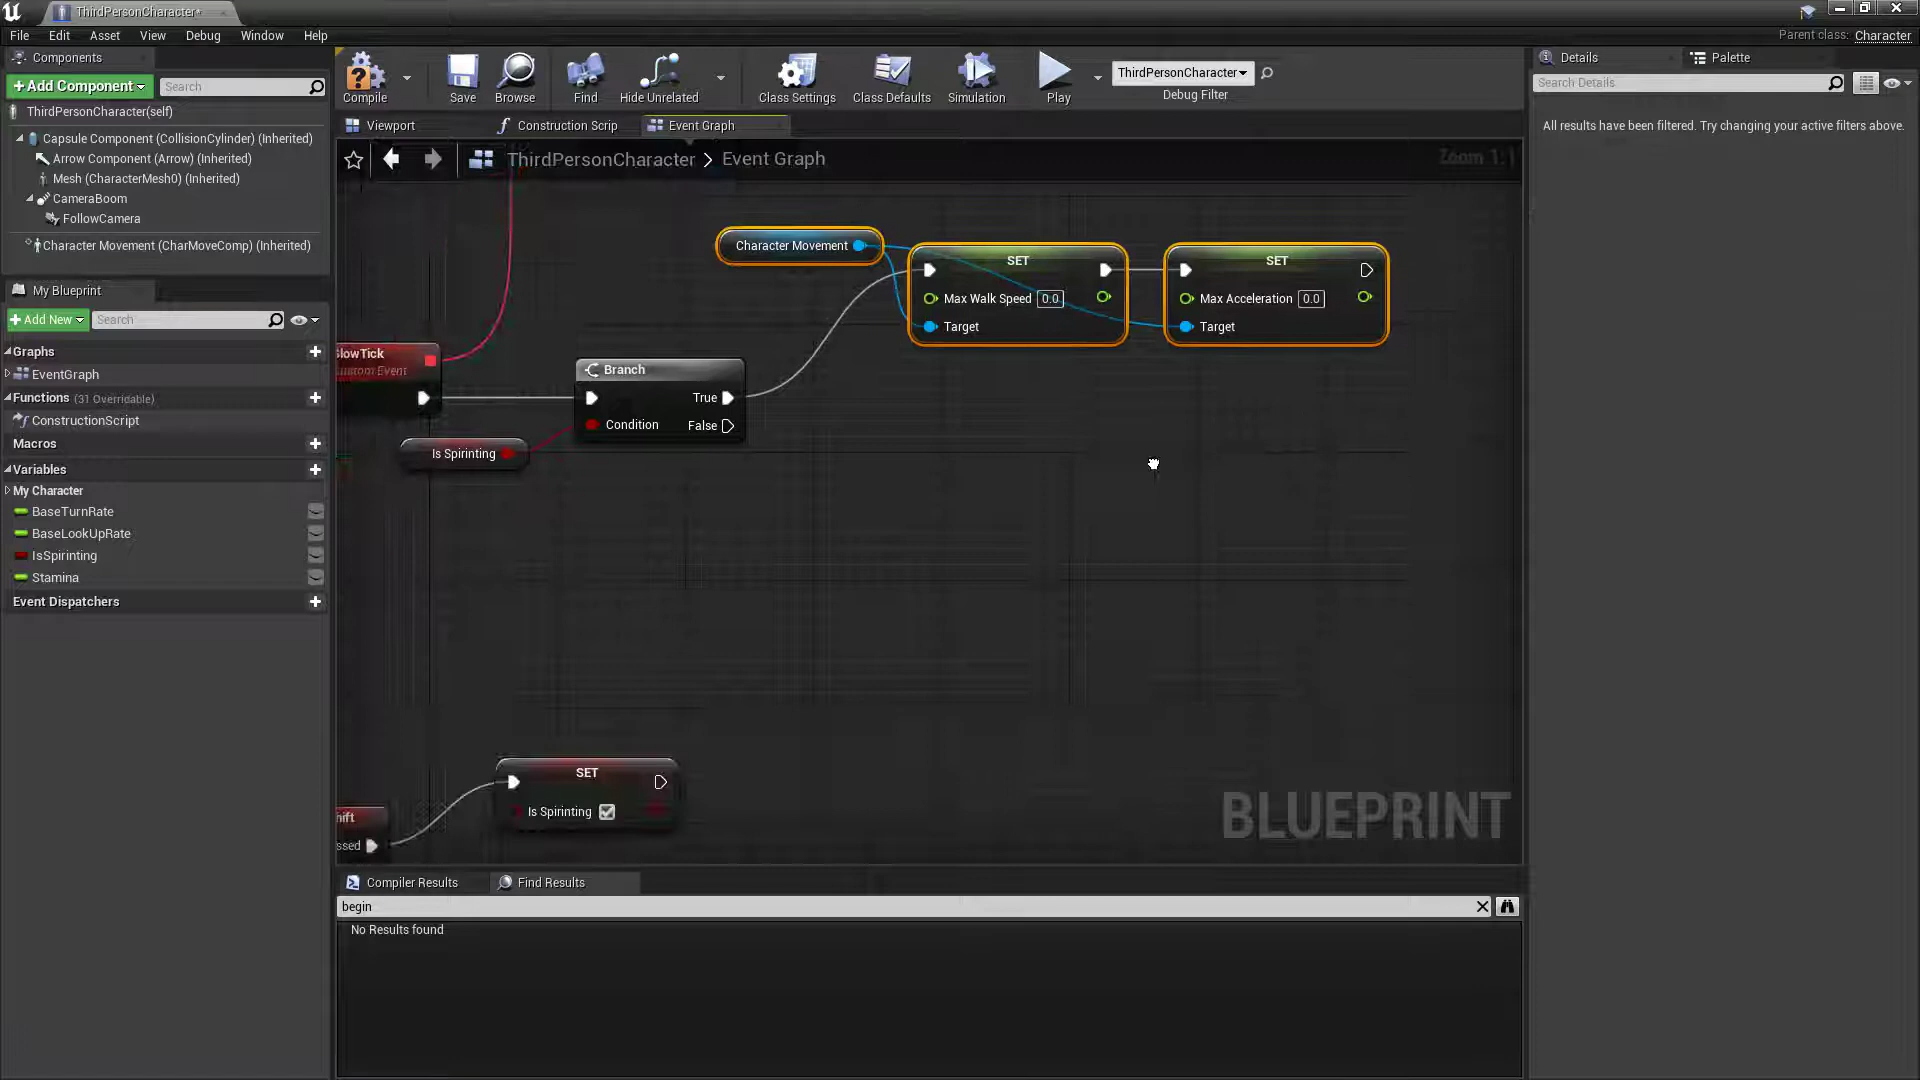 ThirdPersonCharacter*
File Edit Asset View Debug Window Help
Parent class: Character
Components
Add Component
Search
ThirdPersonCharacter(self)
Capsule Component (CollisionCylinder) (Inherited)
Arrow Component (Arrow) (Inherited)
Mesh (CharacterMesh0) (Inherited)
CameraBoom
FollowCamera
Character Movement (CharMoveComp) (Inherited)
My Blueprint
Add New
Search
Graphs
EventGraph
Functions (31 Overridable)
ConstructionScript
Macros
Variables
My Character
BaseTurnRate
BaseLookUpRate
IsSpirinting
Stamina
Event Dispatchers
Compile
Save
Browse
Find
Hide Unrelated
Class Settings
Class Defaults
Simulation
Play
ThirdPersonCharacter
Debug Filter
Viewport
Construction Scrip
Event Graph
ThirdPersonCharacter > Event Graph
Zoom 1:1
Character Movement
SET
Max Walk Speed 0.0
Target
SET
Max Acceleration 0.0
Target
lowTick
ustom Event
Branch
True
Condition
False
Is Spirinting
SET
Is Spirinting
hift
ssed
BLUEPRINT
Compiler Results
Find Results
begin
No Results found
Details
Palette
Search Details
All results have been filtered. Try changing your active filters above.